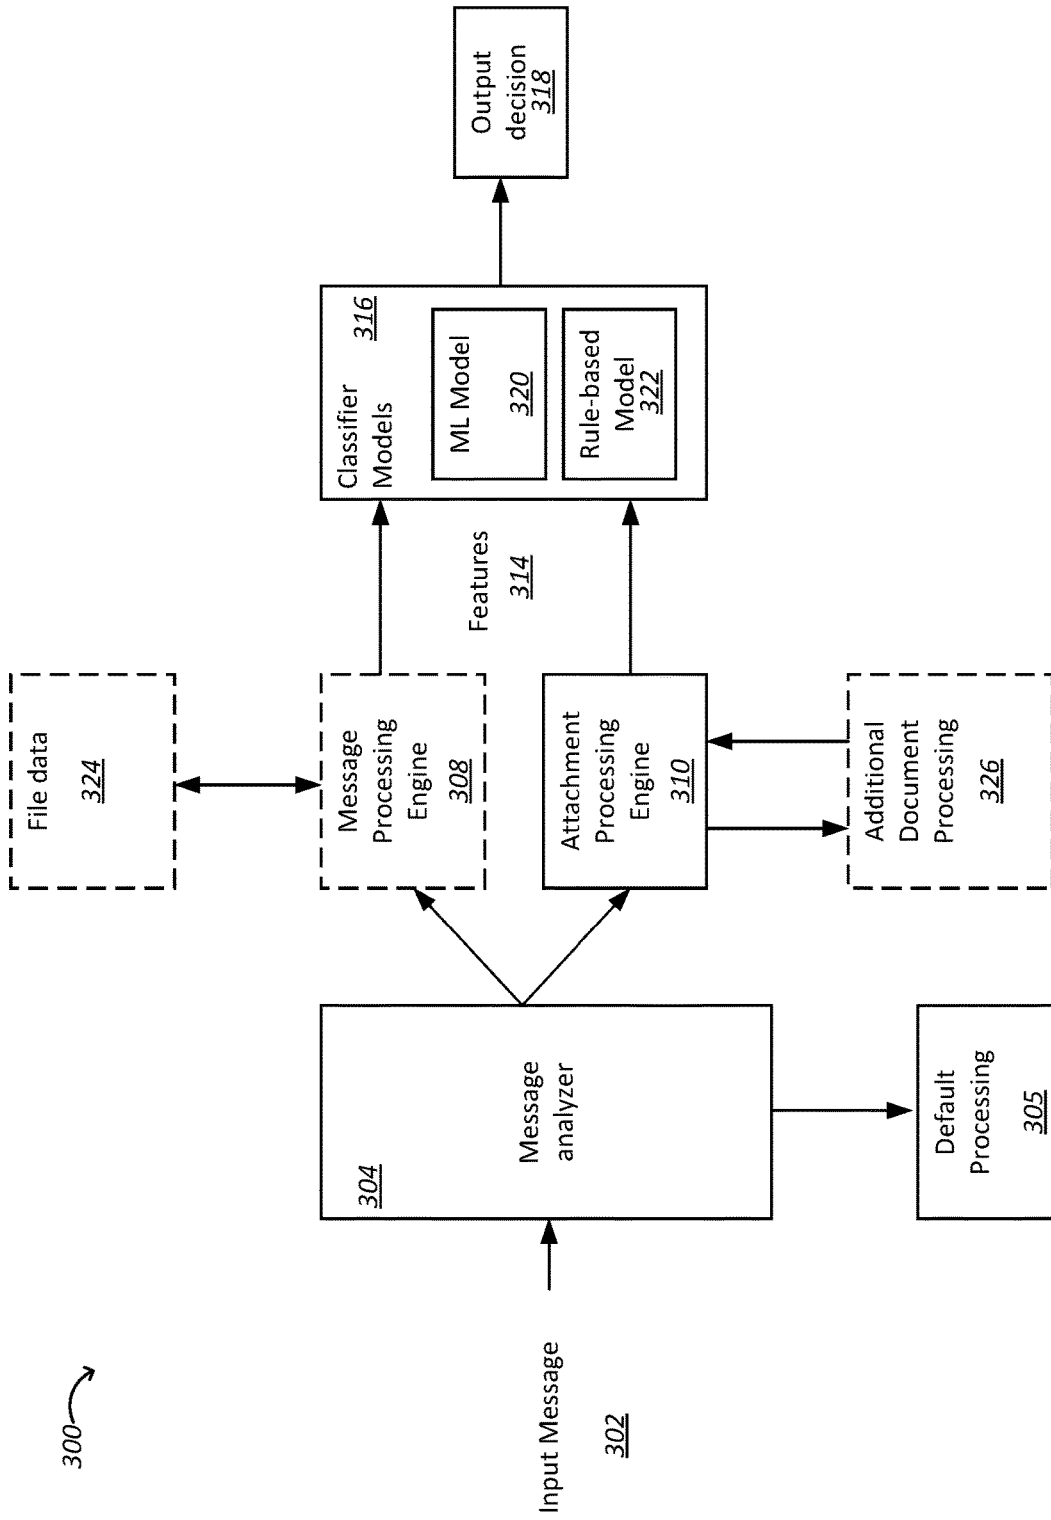 300
Input Message
302
304
Message
analyzer
Default
Processing
305
File data
324
Message
Processing
Engine
308
Attachment
Processing
Engine
310
Additional
Document
Processing
326
Features
314
Classifier
Models
316
ML Model
320
Rule-based
Model
322
Output
decision
318